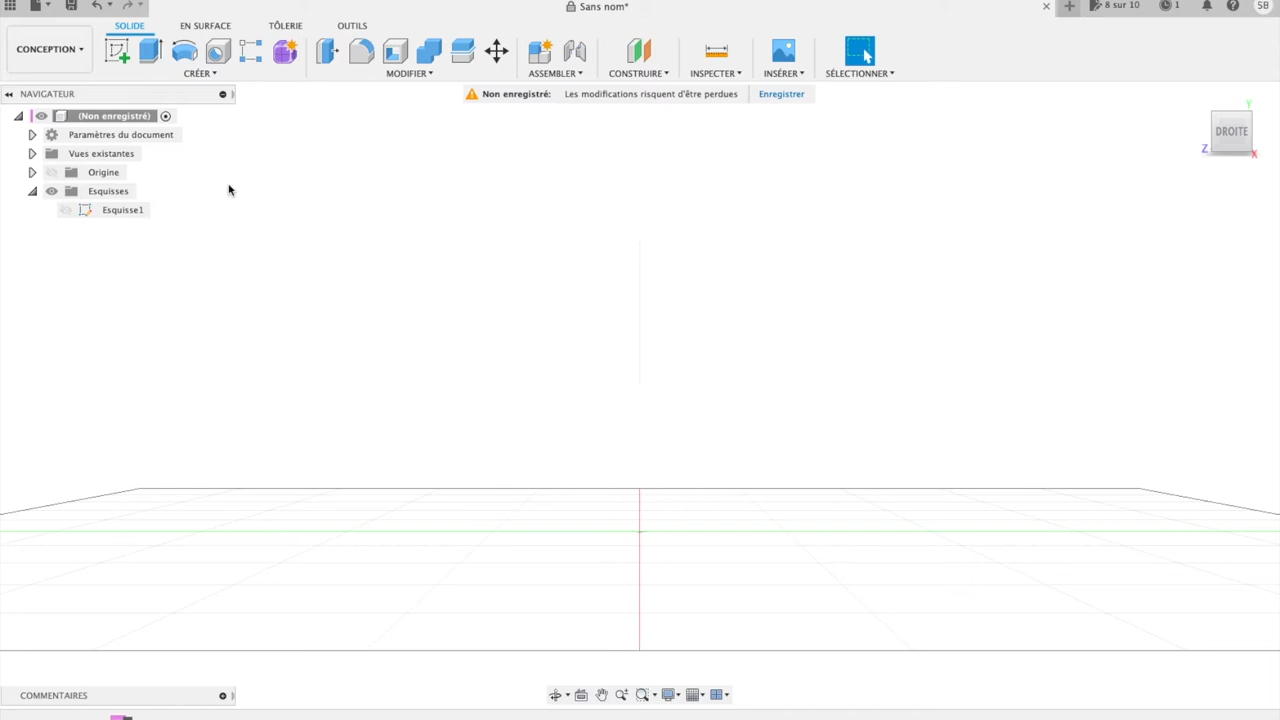 Sans nom*
8 sur 10
1
SB
SOLIDE
EN SURFACE
TÔLERIE
OUTILS
CONCEPTION
CRÉER
MODIFIER
ASSEMBLER
CONSTRUIRE
INSPECTER
INSÉRER
SÉLECTIONNER
NAVIGATEUR
Non enregistré: Les modifications risquent d'être perdues Enregistrer
(Non enregistré)
Paramètres du document
Vues existantes
Origine
Esquisses
Esquisse1
Y
DROITE
Z
X
COMMENTAIRES